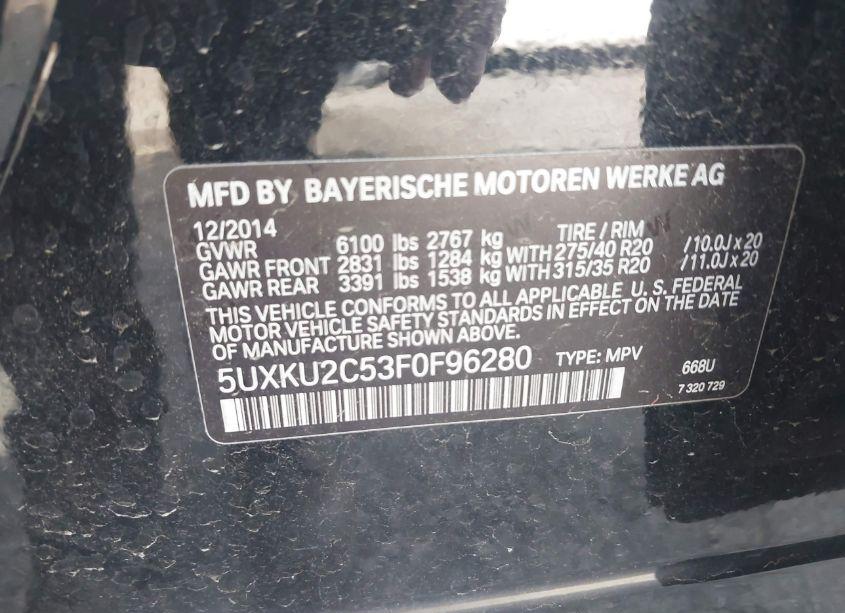 MFD BY BAYERISCHE MOTOREN WERKE AG
12/2014 TIRE / RIM
GVWR 6100 lbs 2767 kg
GAWR FRONT 2831 lbs 1284 kg WITH 275/40 R20 /10.0J x 20
GAWR REAR 3391 lbs 1538 kg WITH 315/35 R20 /11.0J x 20
THIS VEHICLE CONFORMS TO ALL APPLICABLE U.S. FEDERAL
MOTOR VEHICLE SAFETY STANDARDS IN EFFECT ON THE DATE
OF MANUFACTURE SHOWN ABOVE.
5UXKU2C53F0F96280 TYPE: MPV 668U
7 320 729